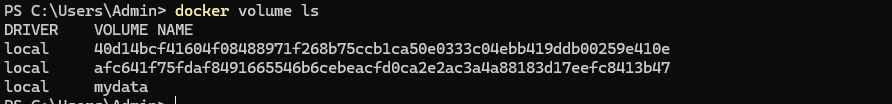 PS C:\Users\Admin> docker volume ls
DRIVER    VOLUME NAME
local     40d14bcf41604f08488971f268b75ccb1ca50e0333c04ebb419ddb00259e410e
local     afc641f75fdaf8491665546b6cebeacfd0ca2e2ac3a4a88183d17eefc8413b47
local     mydata
PS C:\Users\Admin>